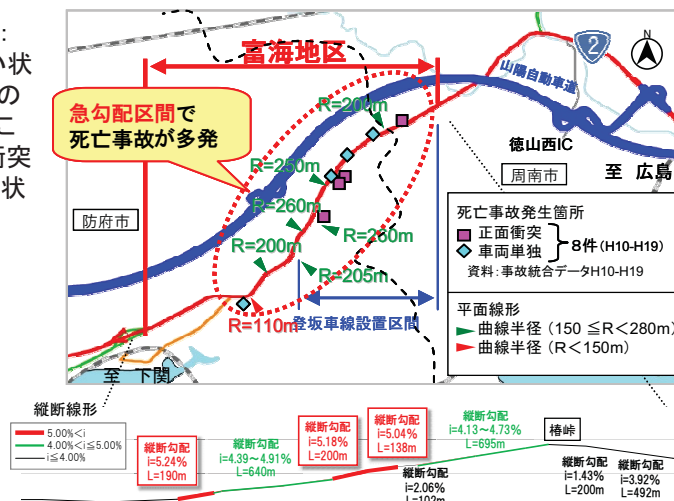 :
い状
の
に
衝突
状
富海地区
2
N
山陽自動車道
急勾配区間で
死亡事故が多発
R=200m
徳山西IC
至 広島
周南市
R=250m
防府市
R=260m
R=260m
R=200m
R=205m
R=110m
登坂車線設置区間
至 下関
死亡事故発生箇所
正面衝突
車両単独
8件(H10-H19)
資料:事故統合データH10-H19
平面線形
曲線半径 (150 ≦R<280m)
曲線半径 (R<150m)
縦断線形
5.00%<i
4.00%<i≦5.00%
i≦4.00%
縦断勾配
i=5.24%
L=190m
縦断勾配
i=4.39~4.91%
L=640m
縦断勾配
i=5.18%
L=200m
縦断勾配
i=5.04%
L=138m
縦断勾配
i=2.06%
縦断勾配
i=4.13~4.73%
L=695m
椿峠
縦断勾配
i=1.43%
L=200m
縦断勾配
i=3.92%
L=492m